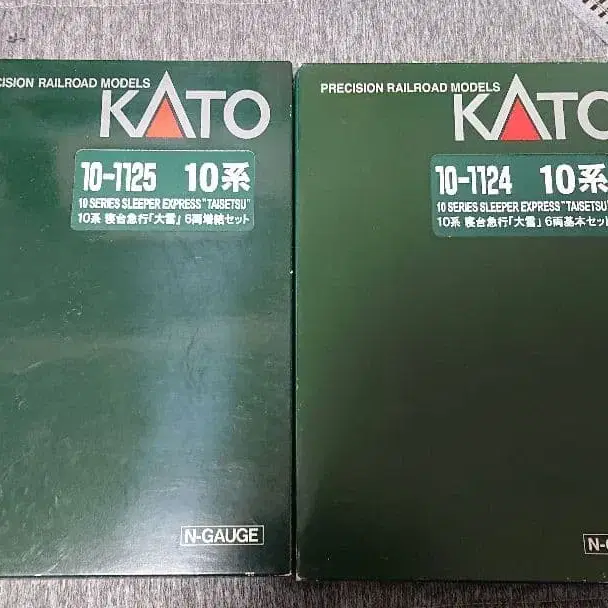 CISION RAILROAD MODELS
KATO
10-1125 10系
10 SERIES SLEEPER EXPRESS "TAISETSU"
10系 寝台急行「大雪」 6両増結セット
N-GAUGE
PRECISION RAILROAD MODELS
KATO
10-1124 10系
10 SERIES SLEEPER EXPRESS "TAISETSU"
10系 寝台急行「大雪」 6両基本セット
N-G